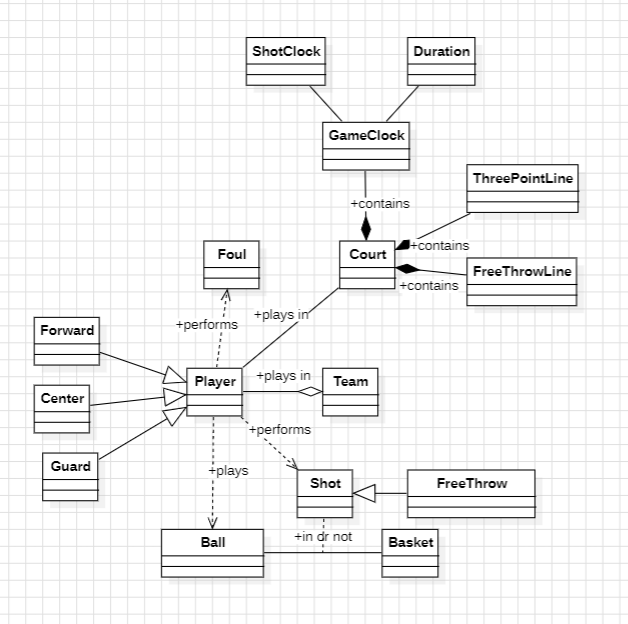 ShotClock
Duration
GameClock
ThreePointLine
+contains
Foul
Court
+contains
FreeThrowLine
+contains
+plays in
+performs
Forward
Player
+plays in
Team
Center
+performs
Guard
+plays
Shot
FreeThrow
Ball
+in or not
Basket